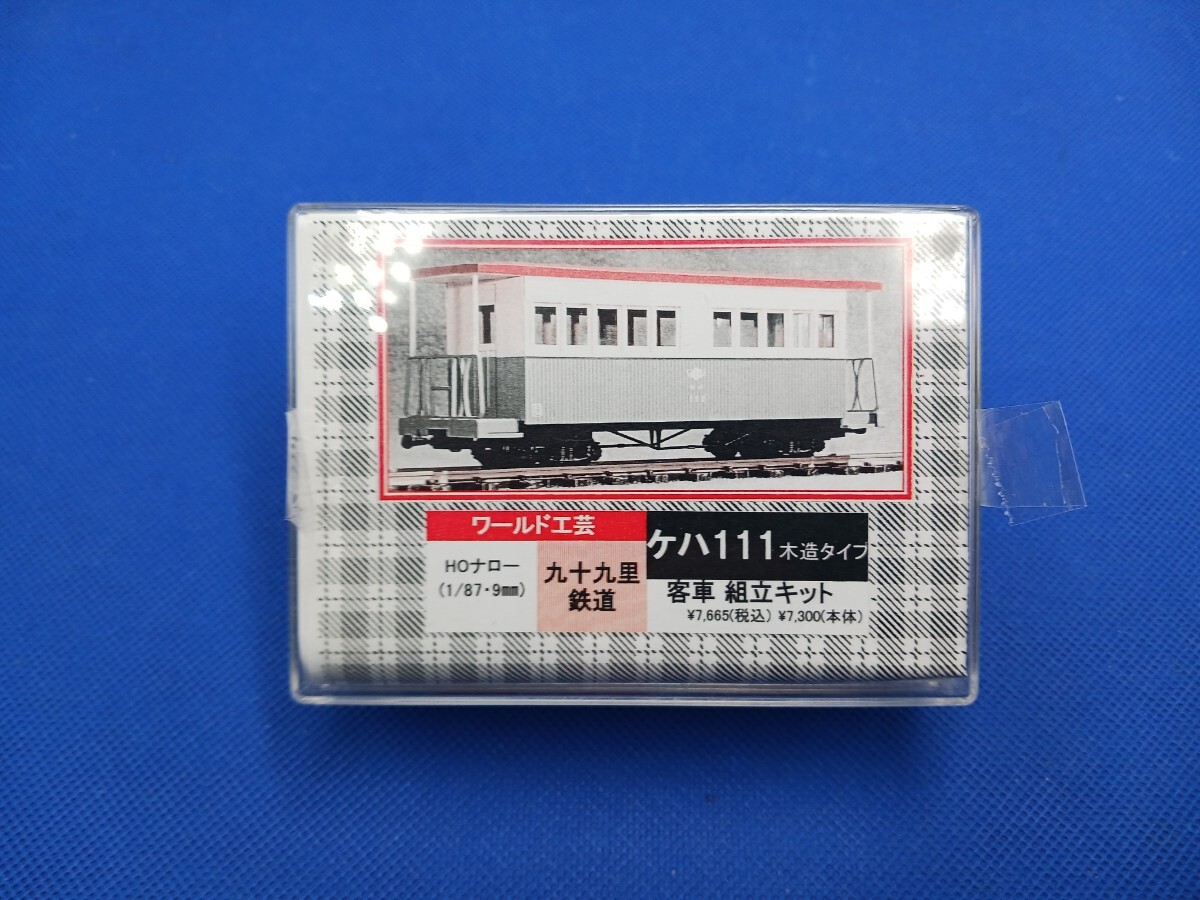 ワールド工芸
HOナロー
(1/87・9mm)
九十九里
鉄道
ケハ111 木造タイプ
客車 組立キット
¥7,665(税込) ¥7,300(本体)